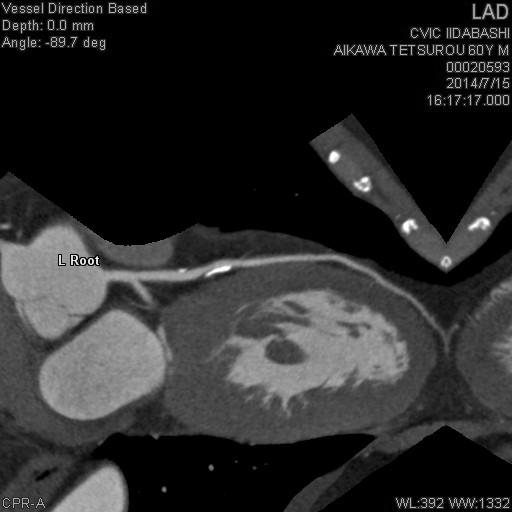 Vessel Direction Based
Depth: 0.0 mm
Angle: -89.7 deg
LAD
CVIC IIDABASHI
AIKAWA TETSUROU 60Y M
00020593
2014/7/15
16:17:17.000
L Root
CPR-A
WL:392 WW:1332